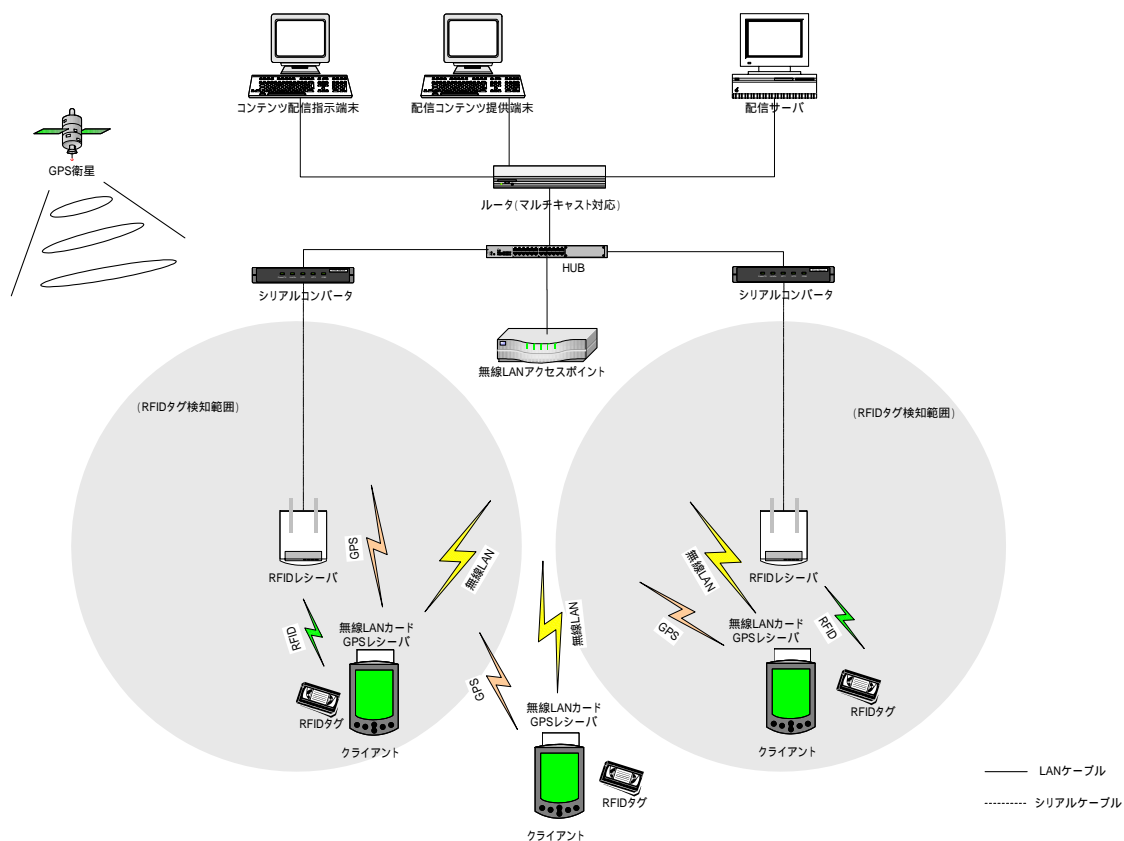 コンテンツ配信指示端末
配信コンテンツ提供端末
配信サーバ
GPS衛星
ルータ(マルチキャスト対応)
HUB
シリアルコンバータ
シリアルコンバータ
無線LANアクセスポイント
(RFIDタグ検知範囲)
(RFIDタグ検知範囲)
GPS
無線LAN
RFIDレシーバ
RFID
無線LANカード
GPSレシーバ
RFIDタグ
クライアント
GPS
無線LAN
無線LANカード
GPSレシーバ
RFIDタグ
クライアント
無線LAN
RFIDレシーバ
GPS
無線LANカード
GPSレシーバ
RFID
RFIDタグ
クライアント
LANケーブル
シリアルケーブル